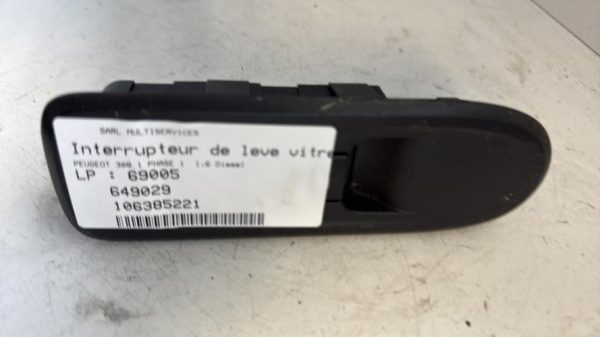 SARL MULTISERVICES
Interrupteur de leve vitre
PEUGEOT 308 1 PHASE 1 1.6 Diesel
LP : 69005
649029
106385221